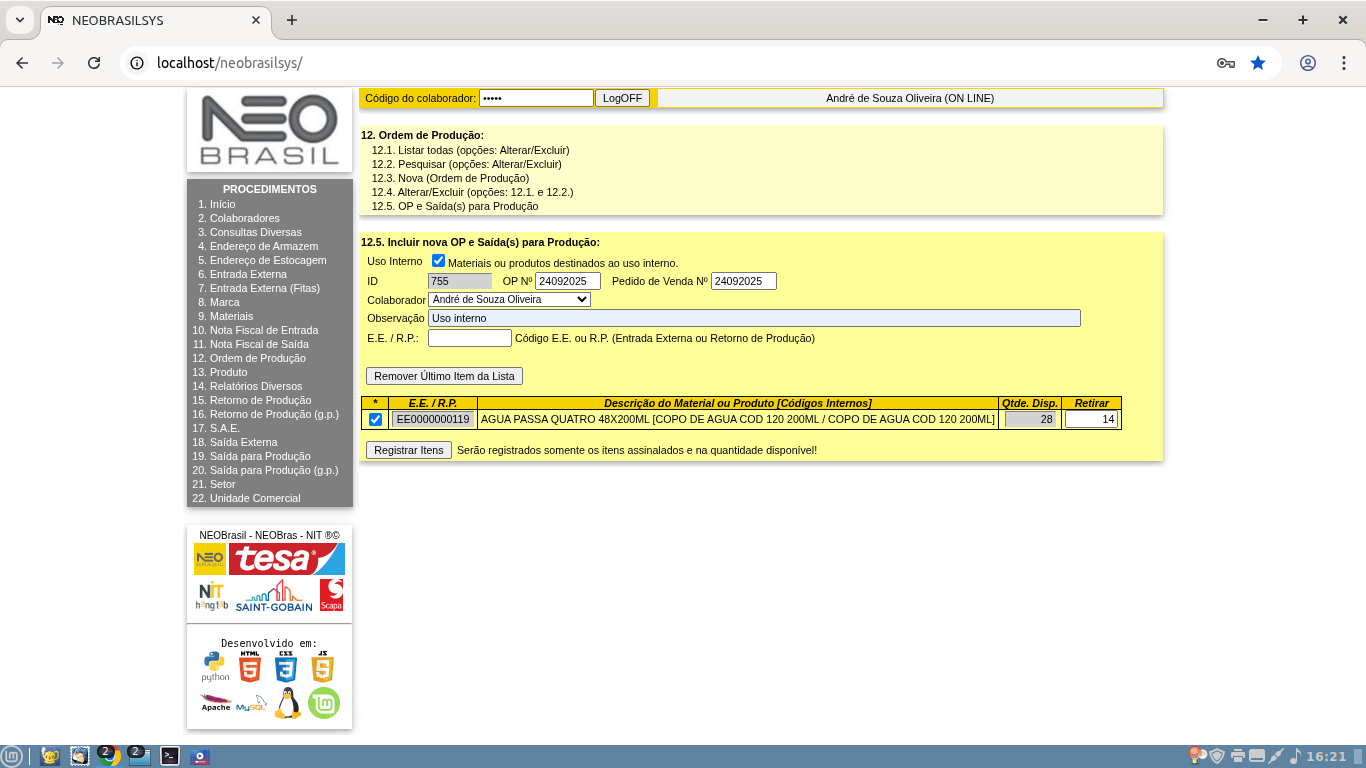 NEOBRASILSYS
localhost/neobrasilsys/
NEO
BRASIL
Código do colaborador: ••••• LogOFF André de Souza Oliveira (ON LINE)
12. Ordem de Produção:
12.1. Listar todas (opções: Alterar/Excluir)
12.2. Pesquisar (opções: Alterar/Excluir)
12.3. Nova (Ordem de Produção)
12.4. Alterar/Excluir (opções: 12.1. e 12.2.)
12.5. OP e Saída(s) para Produção
PROCEDIMENTOS
1. Início
2. Colaboradores
3. Consultas Diversas
4. Endereço de Armazem
5. Endereço de Estocagem
6. Entrada Externa
7. Entrada Externa (Fitas)
8. Marca
9. Materiais
10. Nota Fiscal de Entrada
11. Nota Fiscal de Saída
12. Ordem de Produção
13. Produto
14. Relatórios Diversos
15. Retorno de Produção
16. Retorno de Produção (g.p.)
17. S.A.E.
18. Saída Externa
19. Saída para Produção
20. Saída para Produção (g.p.)
21. Setor
22. Unidade Comercial
12.5. Incluir nova OP e Saída(s) para Produção:
Uso Interno Materiais ou produtos destinados ao uso interno.
ID 755 OP Nº 24092025 Pedido de Venda Nº 24092025
Colaborador André de Souza Oliveira
Observação Uso interno
E.E. / R.P.: Código E.E. ou R.P. (Entrada Externa ou Retorno de Produção)
Remover Último Item da Lista
* E.E. / R.P. Descrição do Material ou Produto [Códigos Internos] Qtde. Disp. Retirar
EE0000000119 AGUA PASSA QUATRO 48X200ML [COPO DE AGUA COD 120 200ML / COPO DE AGUA COD 120 200ML] 28 14
Registrar Itens Serão registrados somente os itens assinalados e na quantidade disponível!
NEOBrasil - NEOBras - NIT ®©
NEO BRASIL tesa
NIT SAINT-GOBAIN Scapa
Desenvolvido em:
python HTML 5 CSS 3 JS 5
Apache MySQL
2 2 16:21